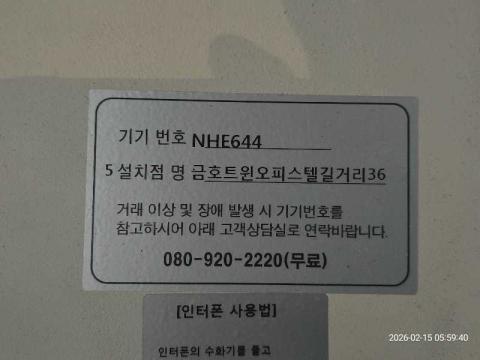 기기 번호 NHE644
5 설치점 명 금호트윈오피스텔길거리36
거래 이상 및 장애 발생 시 기기번호를
참고하시어 아래 고객상담실로 연락바랍니다.
080-920-2220(무료)
[인터폰 사용법]
인터폰의 수화기를 들고
2026-02-15 05:59:40